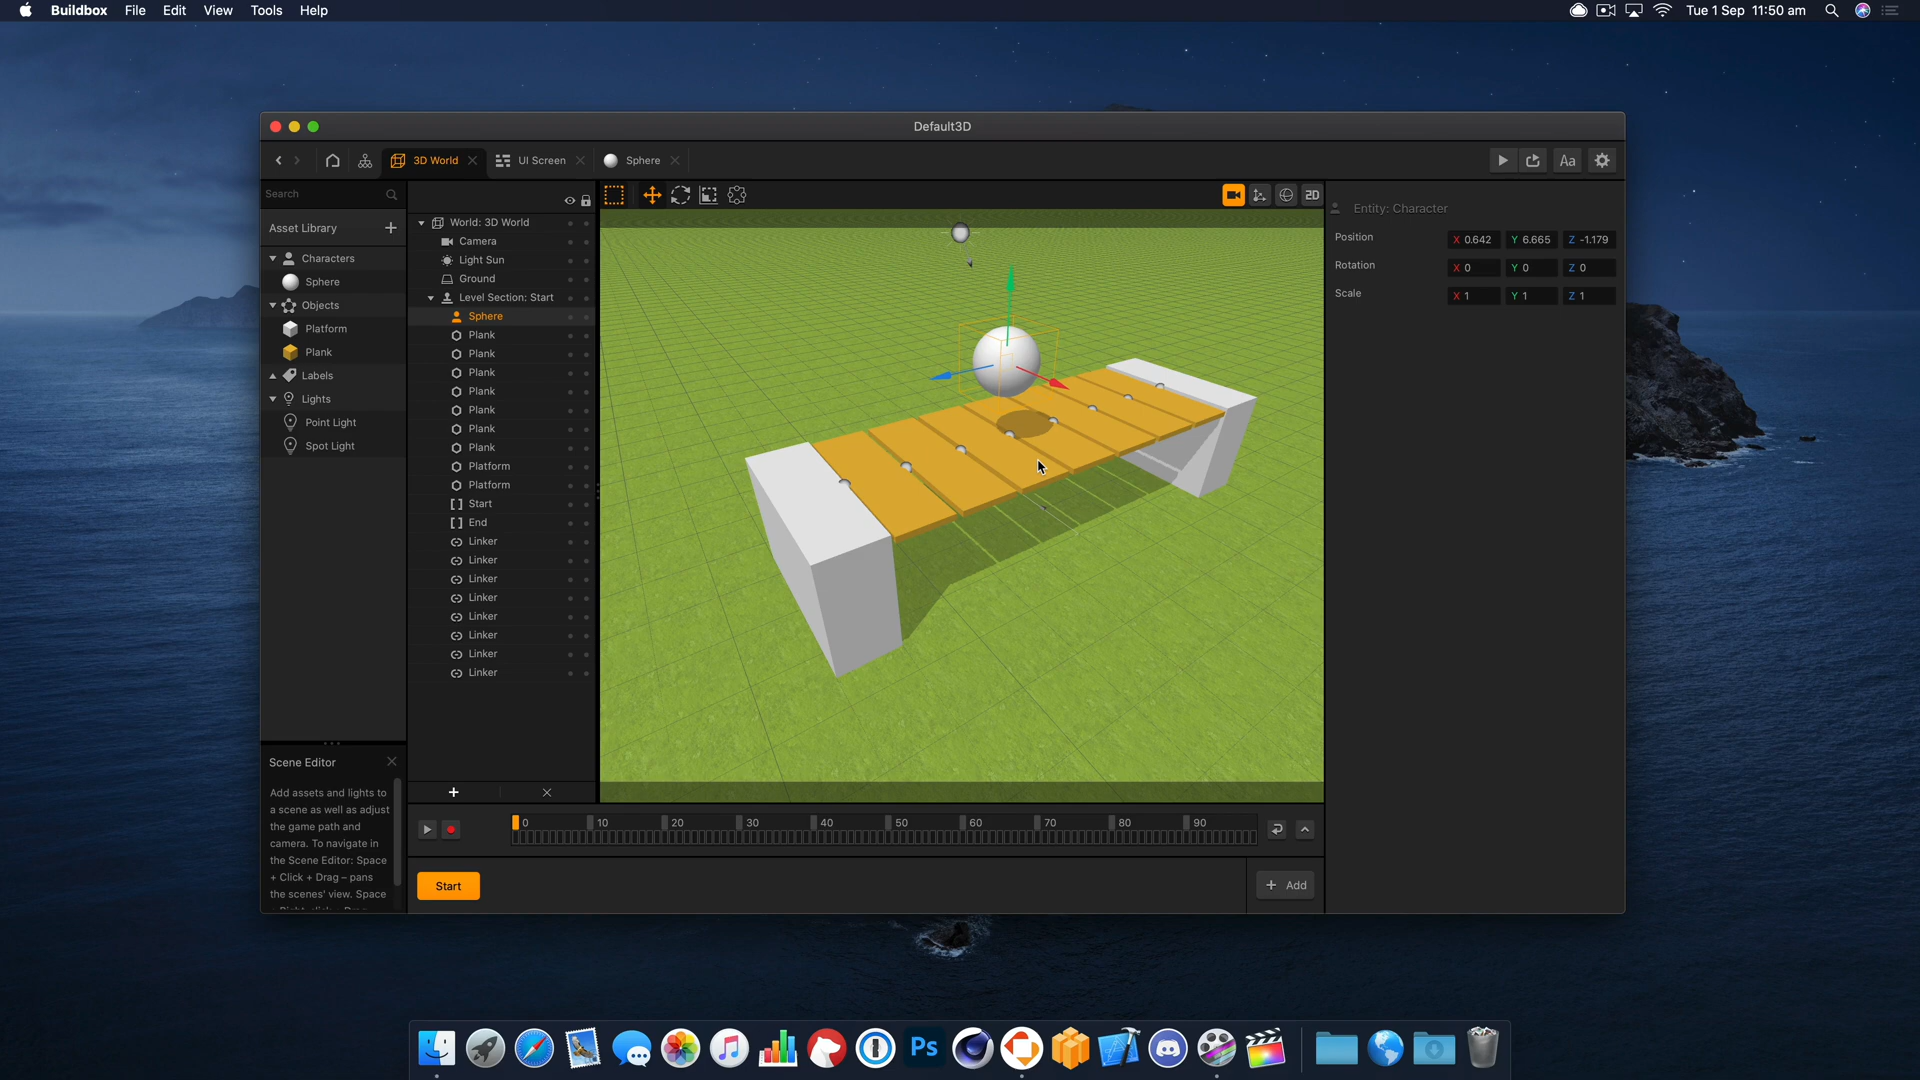 Buildbox File Edit View Tools Help
Tue 1 Sep 11:50 am
Default3D
3D World
UI Screen
Sphere
Aa
Search
2D
Asset Library
Characters
Sphere
Objects
Platform
Plank
Labels
Lights
Point Light
Spot Light
World: 3D World
Camera
Light Sun
Ground
Level Section: Start
Sphere
Plank
Plank
Plank
Plank
Plank
Plank
Plank
Platform
Platform
Start
End
Linker
Linker
Linker
Linker
Linker
Linker
Linker
Linker
Entity: Character
Position X 0.642 Y 6.665 Z -1.179
Rotation X 0 Y 0 Z 0
Scale X 1 Y 1 Z 1
Scene Editor
Add assets and lights to
a scene as well as adjust
the game path and
camera. To navigate in
the Scene Editor: Space
+ Click + Drag – pans
the scenes' view. Space
0 10 20 30 40 50 60 70 80 90
Start
+ Add
Ps